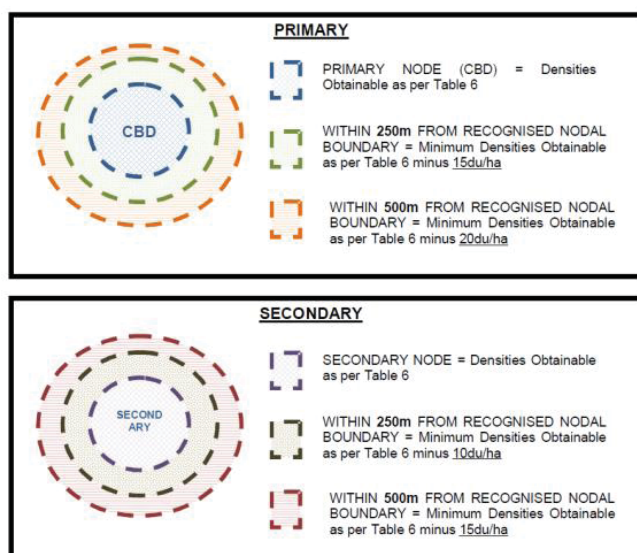 PRIMARY
CBD
PRIMARY NODE (CBD) = Densities
Obtainable as per Table 6
WITHIN 250m FROM RECOGNISED NODAL
BOUNDARY = Minimum Densities Obtainable
as per Table 6 minus 15du/ha
WITHIN 500m FROM RECOGNISED NODAL
BOUNDARY = Minimum Densities Obtainable
as per Table 6 minus 20du/ha
SECONDARY
SECOND
ARY
SECONDARY NODE = Densities Obtainable
as per Table 6
WITHIN 250m FROM RECOGNISED NODAL
BOUNDARY = Minimum Densities Obtainable
as per Table 6 minus 10du/ha
WITHIN 500m FROM RECOGNISED NODAL
BOUNDARY = Minimum Densities Obtainable
as per Table 6 minus 15du/ha